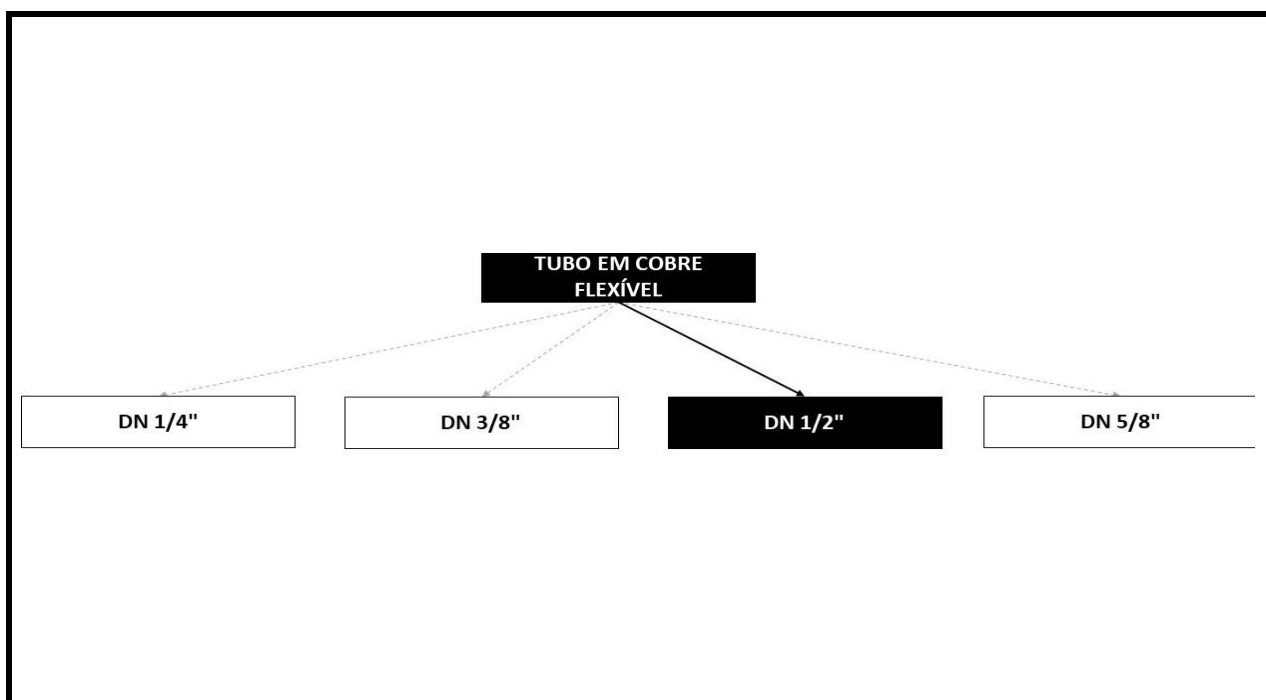 TUBO EM COBRE
FLEXÍVEL
DN 1/4"
DN 3/8"
DN 1/2"
DN 5/8"